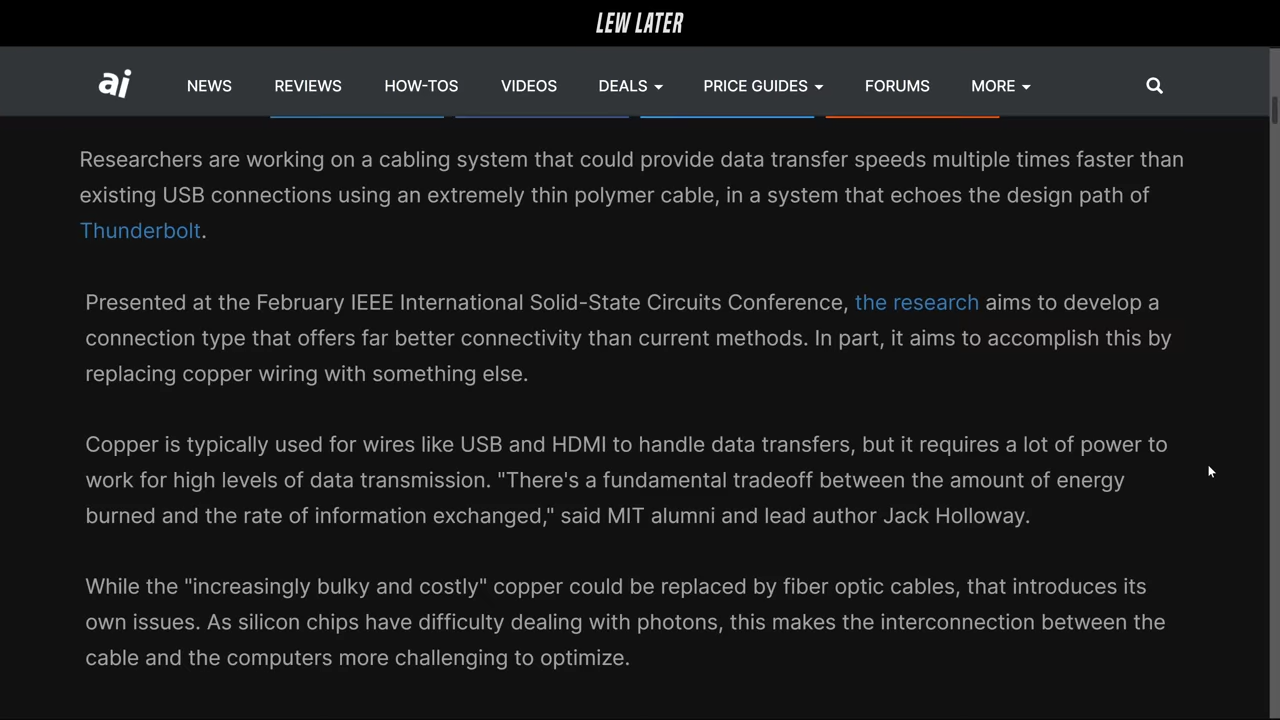 LEW LATER
ai NEWS REVIEWS HOW-TOS VIDEOS DEALS PRICE GUIDES FORUMS MORE
Researchers are working on a cabling system that could provide data transfer speeds multiple times faster than
existing USB connections using an extremely thin polymer cable, in a system that echoes the design path of
Thunderbolt.
Presented at the February IEEE International Solid-State Circuits Conference, the research aims to develop a
connection type that offers far better connectivity than current methods. In part, it aims to accomplish this by
replacing copper wiring with something else.
Copper is typically used for wires like USB and HDMI to handle data transfers, but it requires a lot of power to
work for high levels of data transmission. "There's a fundamental tradeoff between the amount of energy
burned and the rate of information exchanged," said MIT alumni and lead author Jack Holloway.
While the "increasingly bulky and costly" copper could be replaced by fiber optic cables, that introduces its
own issues. As silicon chips have difficulty dealing with photons, this makes the interconnection between the
cable and the computers more challenging to optimize.